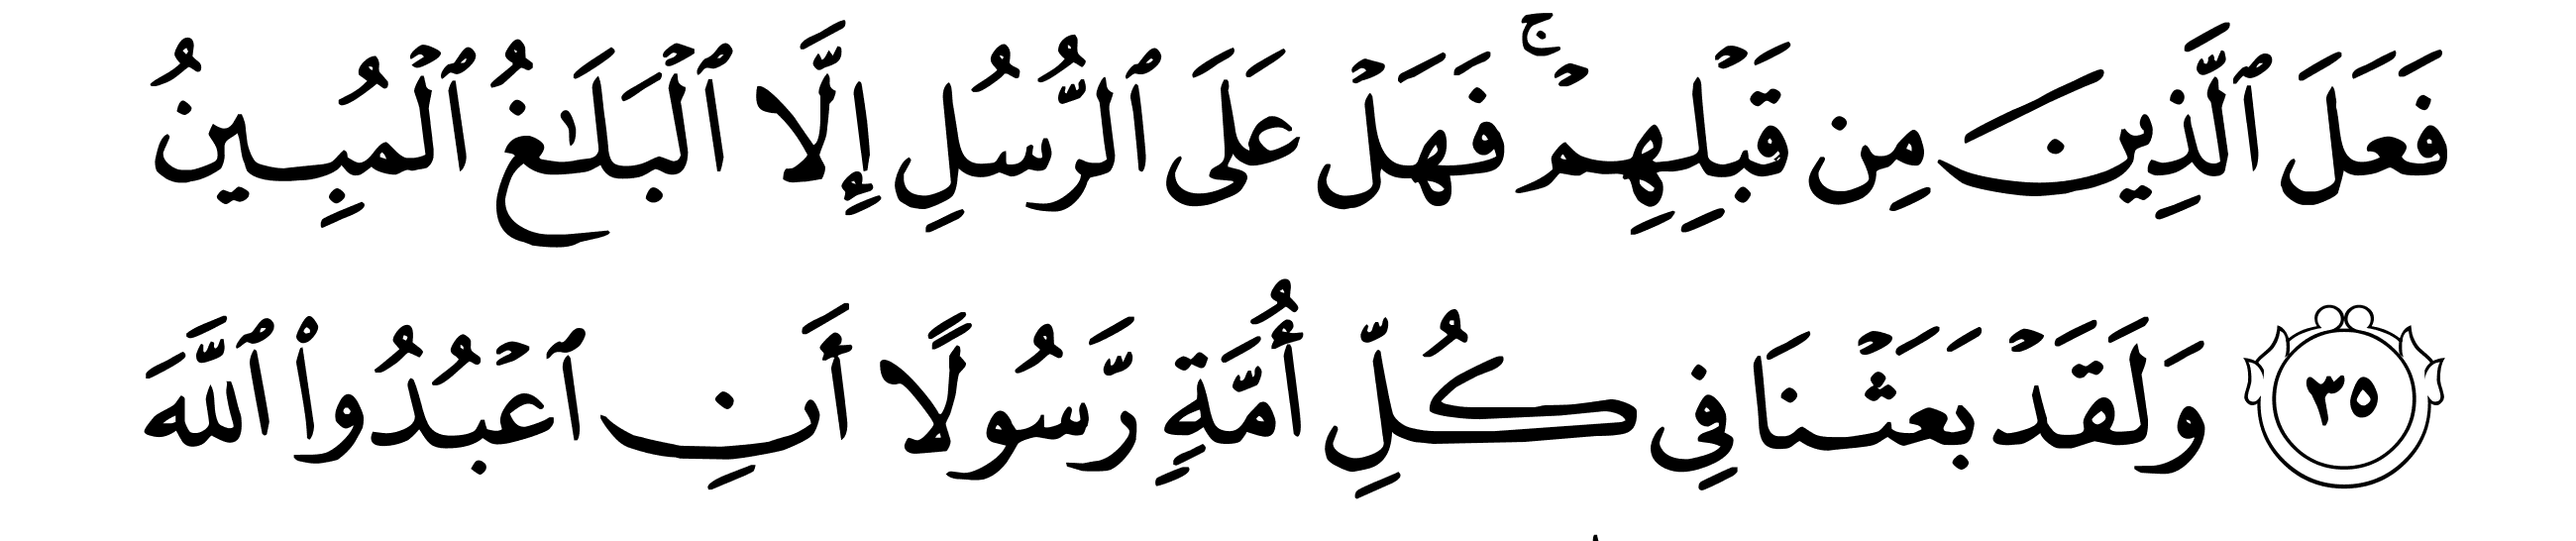 فَعَلَ ٱلَّذِينَ مِن قَبۡلِهِمۡۚ فَهَلۡ عَلَى ٱلرُّسُلِ إِلَّا ٱلۡبَلَٰغُ ٱلۡمُبِينُ
٣٥ وَلَقَدۡ بَعَثۡنَا فِي كُلِّ أُمَّةٖ رَّسُولًا أَنِ ٱعۡبُدُواْ ٱللَّهَ